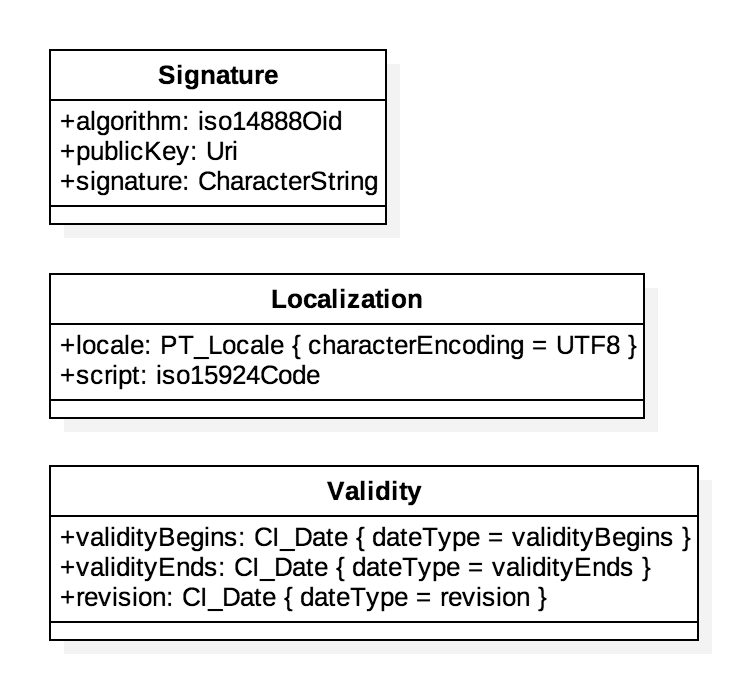 Signature
+algorithm: iso14888Oid
+publicKey: Uri
+signature: CharacterString
Localization
+locale: PT_Locale { characterEncoding = UTF8 }
+script: iso15924Code
Validity
+validityBegins: CI_Date { dateType = validityBegins }
+validityEnds: CI_Date { dateType = validityEnds }
+revision: CI_Date { dateType = revision }